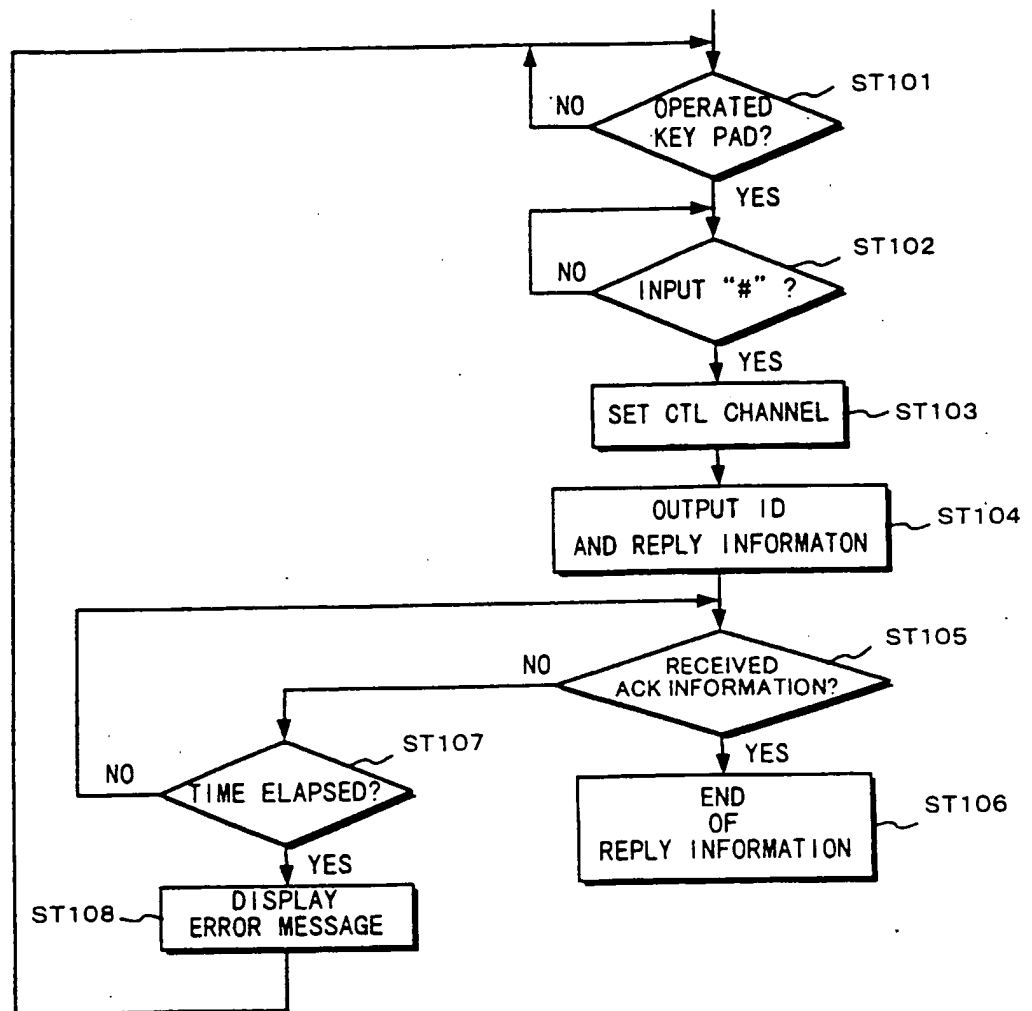 ST101
OPERATED
KEY PAD?
NO
YES
ST102
INPUT "#" ?
NO
YES
SET CTL CHANNEL
ST103
OUTPUT ID
AND REPLY INFORMATON
ST104
ST105
RECEIVED
ACK INFORMATION?
NO
YES
ST107
TIME ELAPSED?
NO
YES
END
OF
REPLY INFORMATION
ST106
ST108
DISPLAY
ERROR MESSAGE